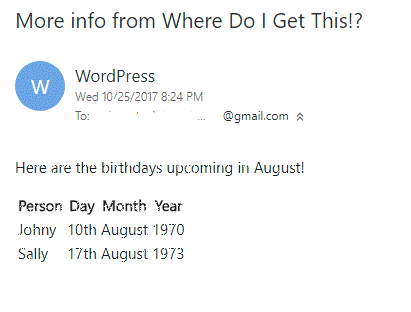 More info from Where Do I Get This!?
W
WordPress
Wed 10/25/2017 8:24 PM
To: ... @gmail.com
Here are the birthdays upcoming in August!
Person Day Month Year
Johny 10th August 1970
Sally 17th August 1973